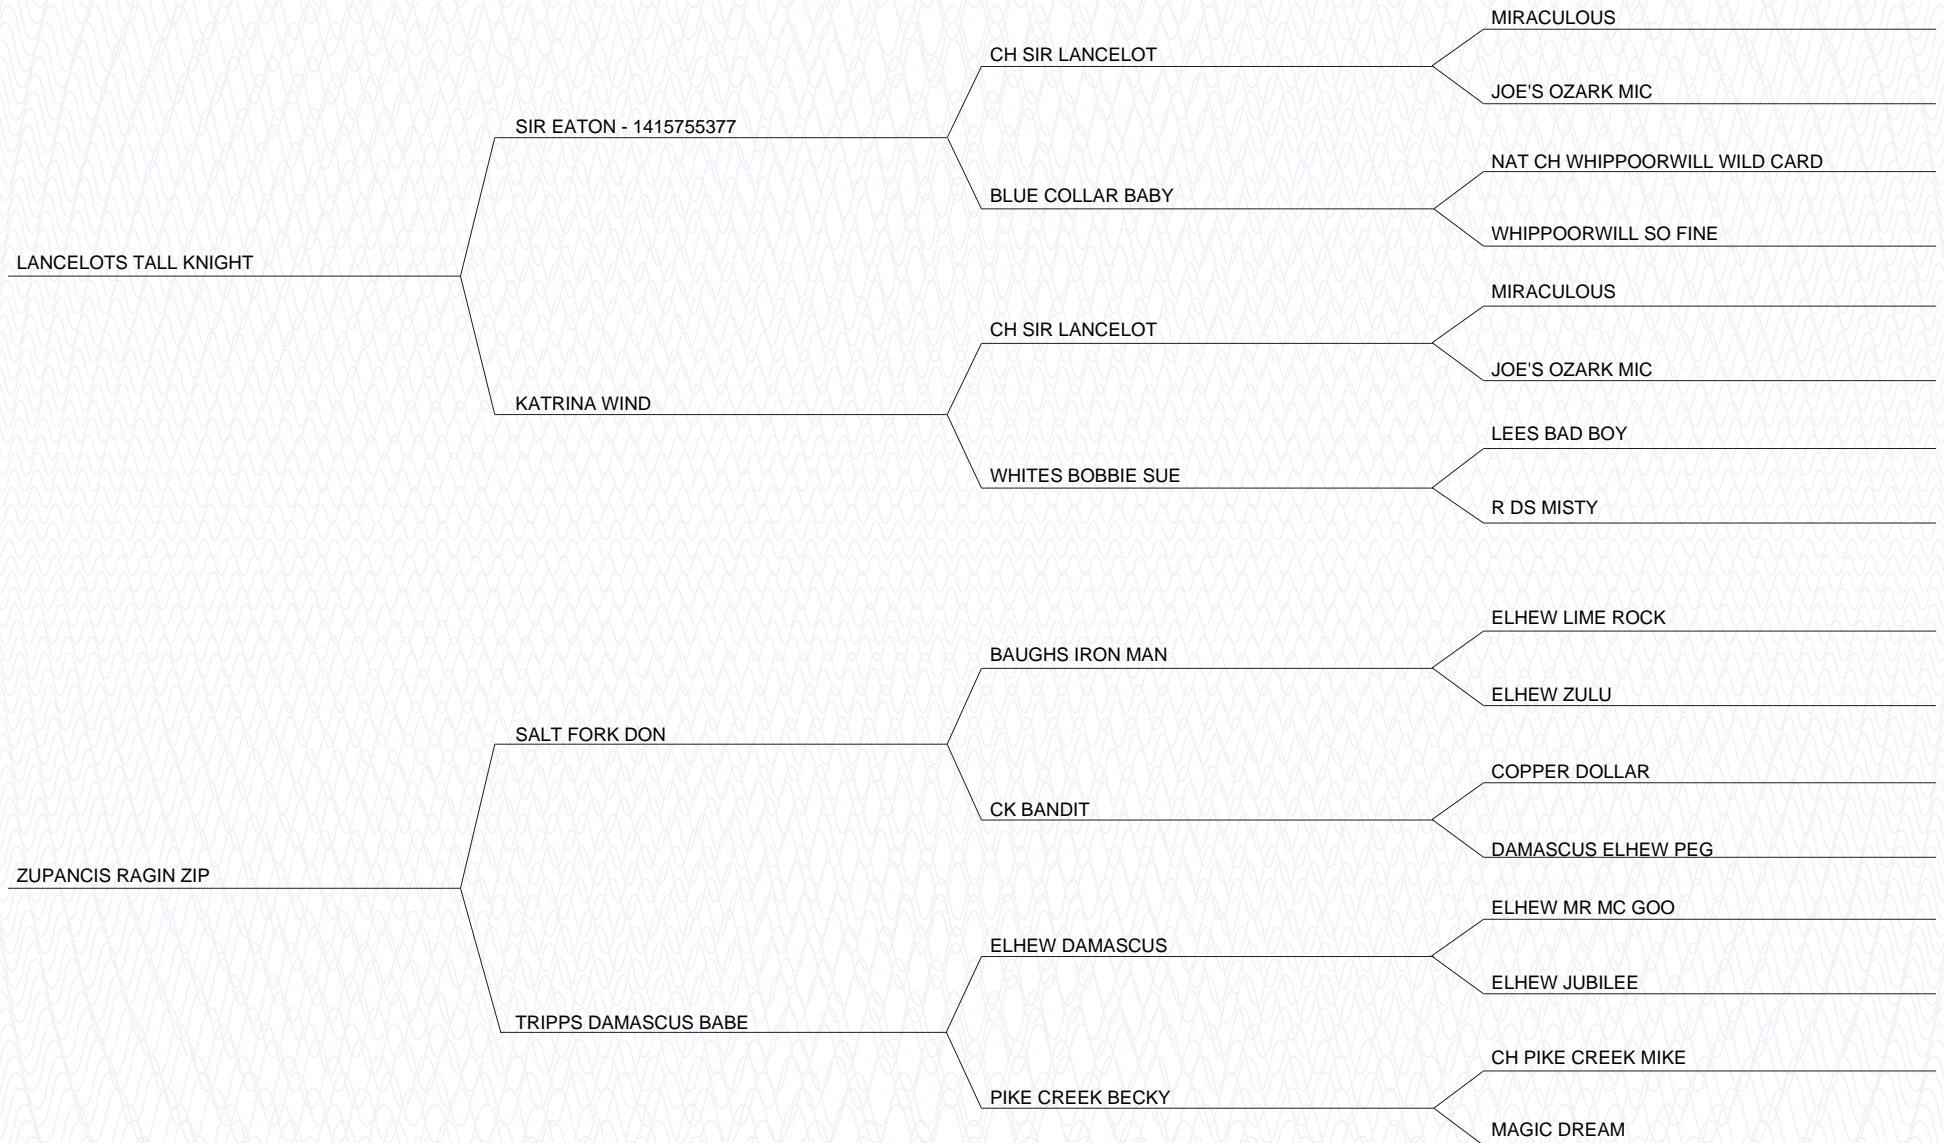 MIRACULOUS
CH SIR LANCELOT
JOE'S OZARK MIC
SIR EATON - 1415755377
NAT CH WHIPPOORWILL WILD CARD
BLUE COLLAR BABY
WHIPPOORWILL SO FINE
LANCELOTS TALL KNIGHT
MIRACULOUS
CH SIR LANCELOT
JOE'S OZARK MIC
KATRINA WIND
LEES BAD BOY
WHITES BOBBIE SUE
R DS MISTY
ELHEW LIME ROCK
BAUGHS IRON MAN
ELHEW ZULU
SALT FORK DON
COPPER DOLLAR
CK BANDIT
DAMASCUS ELHEW PEG
ZUPANCIS RAGIN ZIP
ELHEW MR MC GOO
ELHEW DAMASCUS
ELHEW JUBILEE
TRIPPS DAMASCUS BABE
CH PIKE CREEK MIKE
PIKE CREEK BECKY
MAGIC DREAM